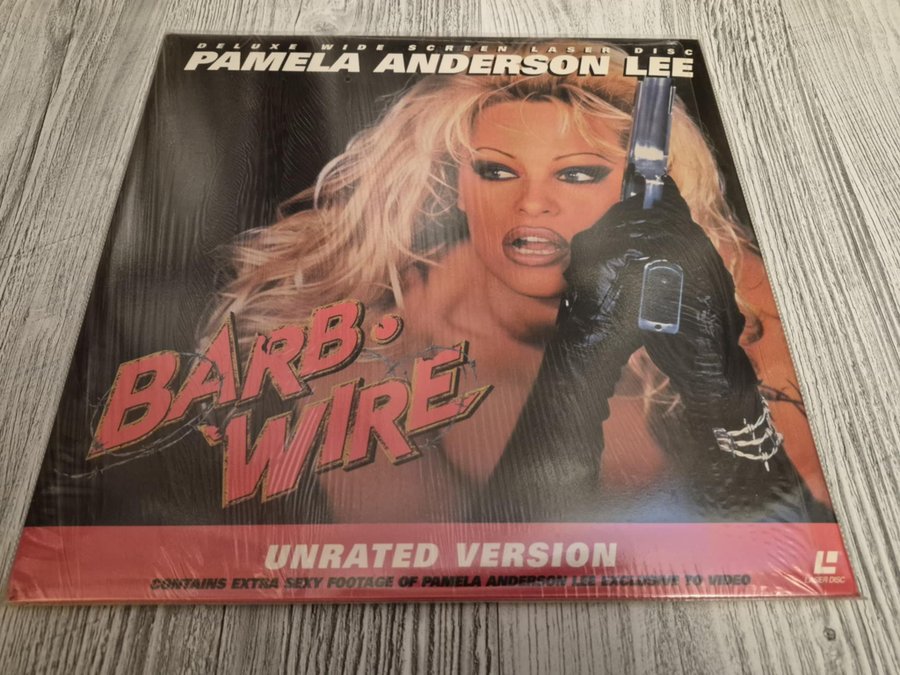 DELUXE WIDE SCREEN LASER DISC
PAMELA ANDERSON LEE
BARB
WIRE
UNRATED VERSION
CONTAINS EXTRA SEXY FOOTAGE OF PAMELA ANDERSON LEE EXCLUSIVE TO VIDEO
LASER DISC